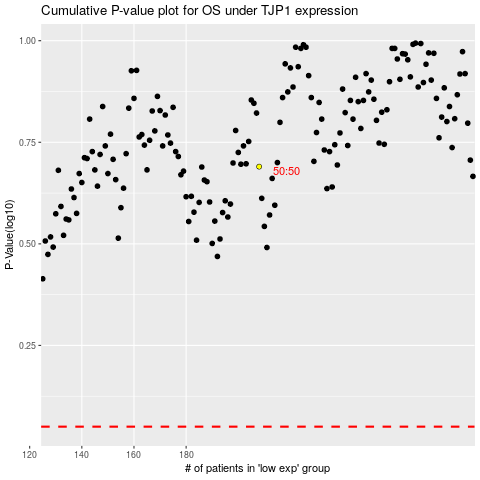 Cumulative P-value plot for OS under TJP1 expression
P-Value(log10)
1.00
0.75
0.50
0.25
50:50
120 140 160 180
# of patients in 'low exp' group